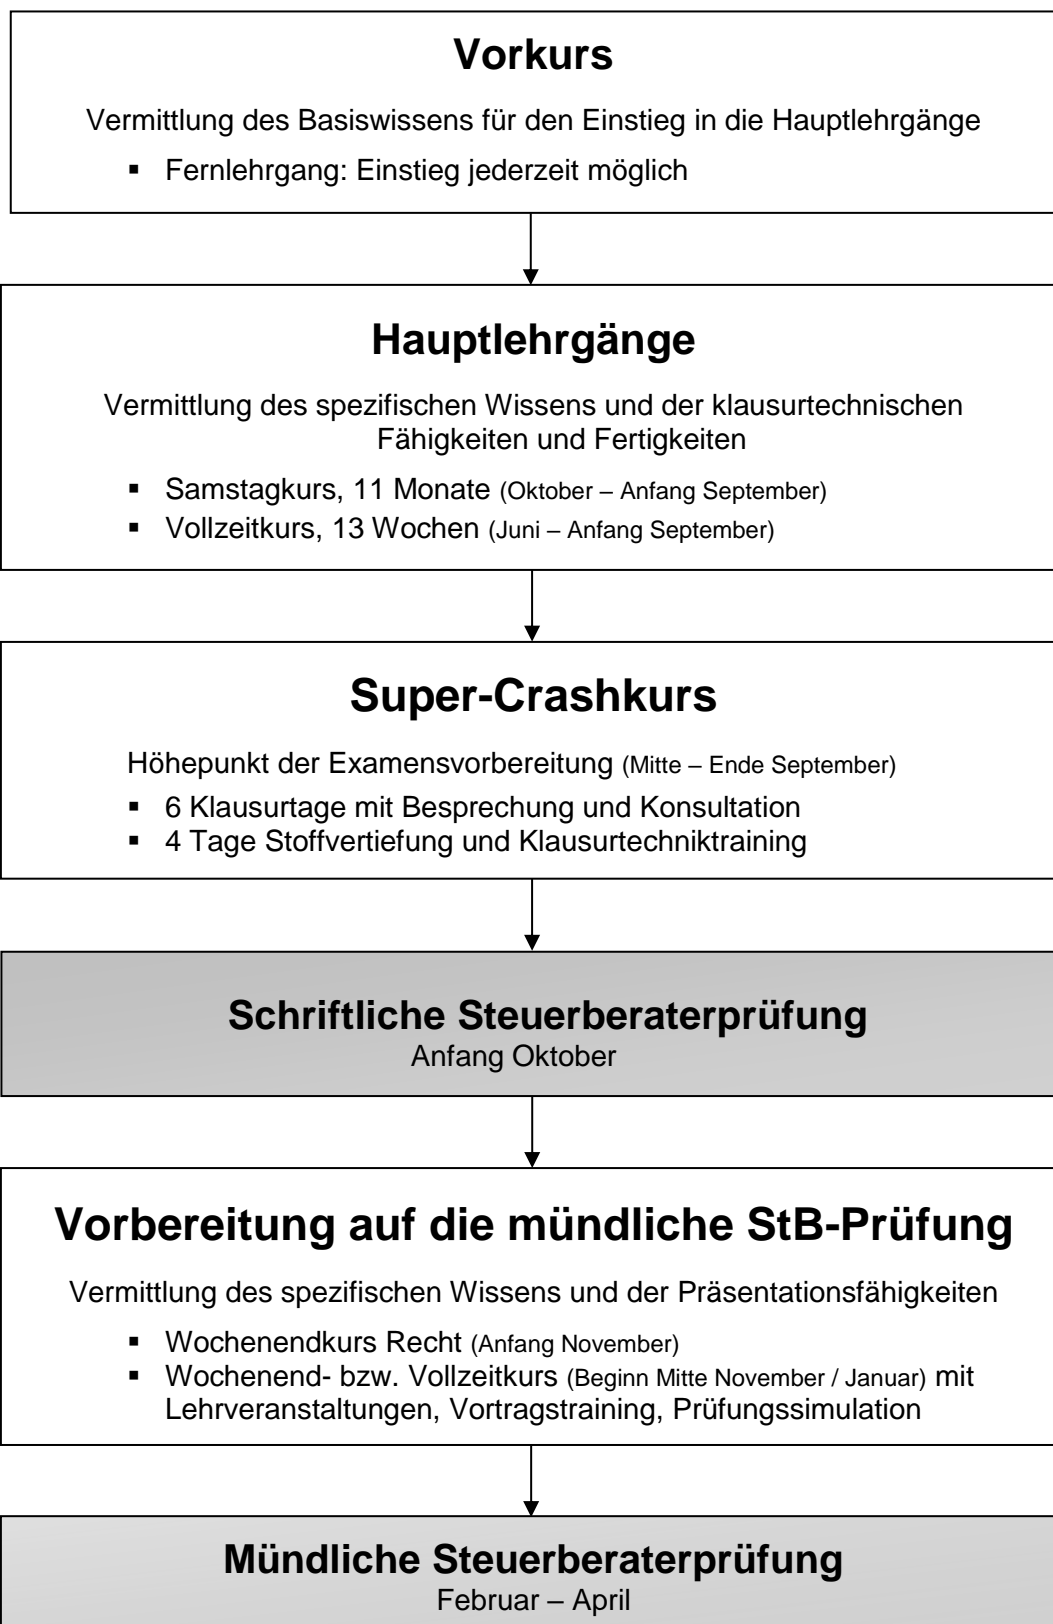 Vorkurs
Vermittlung des Basiswissens für den Einstieg in die Hauptlehrgänge
▪ Fernlehrgang: Einstieg jederzeit möglich
Hauptlehrgänge
Vermittlung des spezifischen Wissens und der klausurtechnischen
Fähigkeiten und Fertigkeiten
▪ Samstagkurs, 11 Monate (Oktober – Anfang September)
▪ Vollzeitkurs, 13 Wochen (Juni – Anfang September)
Super-Crashkurs
Höhepunkt der Examensvorbereitung (Mitte – Ende September)
▪ 6 Klausurtage mit Besprechung und Konsultation
▪ 4 Tage Stoffvertiefung und Klausurtechniktraining
Schriftliche Steuerberaterprüfung
Anfang Oktober
Vorbereitung auf die mündliche StB-Prüfung
Vermittlung des spezifischen Wissens und der Präsentationsfähigkeiten
▪ Wochenendkurs Recht (Anfang November)
▪ Wochenend- bzw. Vollzeitkurs (Beginn Mitte November / Januar) mit
Lehrveranstaltungen, Vortragstraining, Prüfungssimulation
Mündliche Steuerberaterprüfung
Februar – April